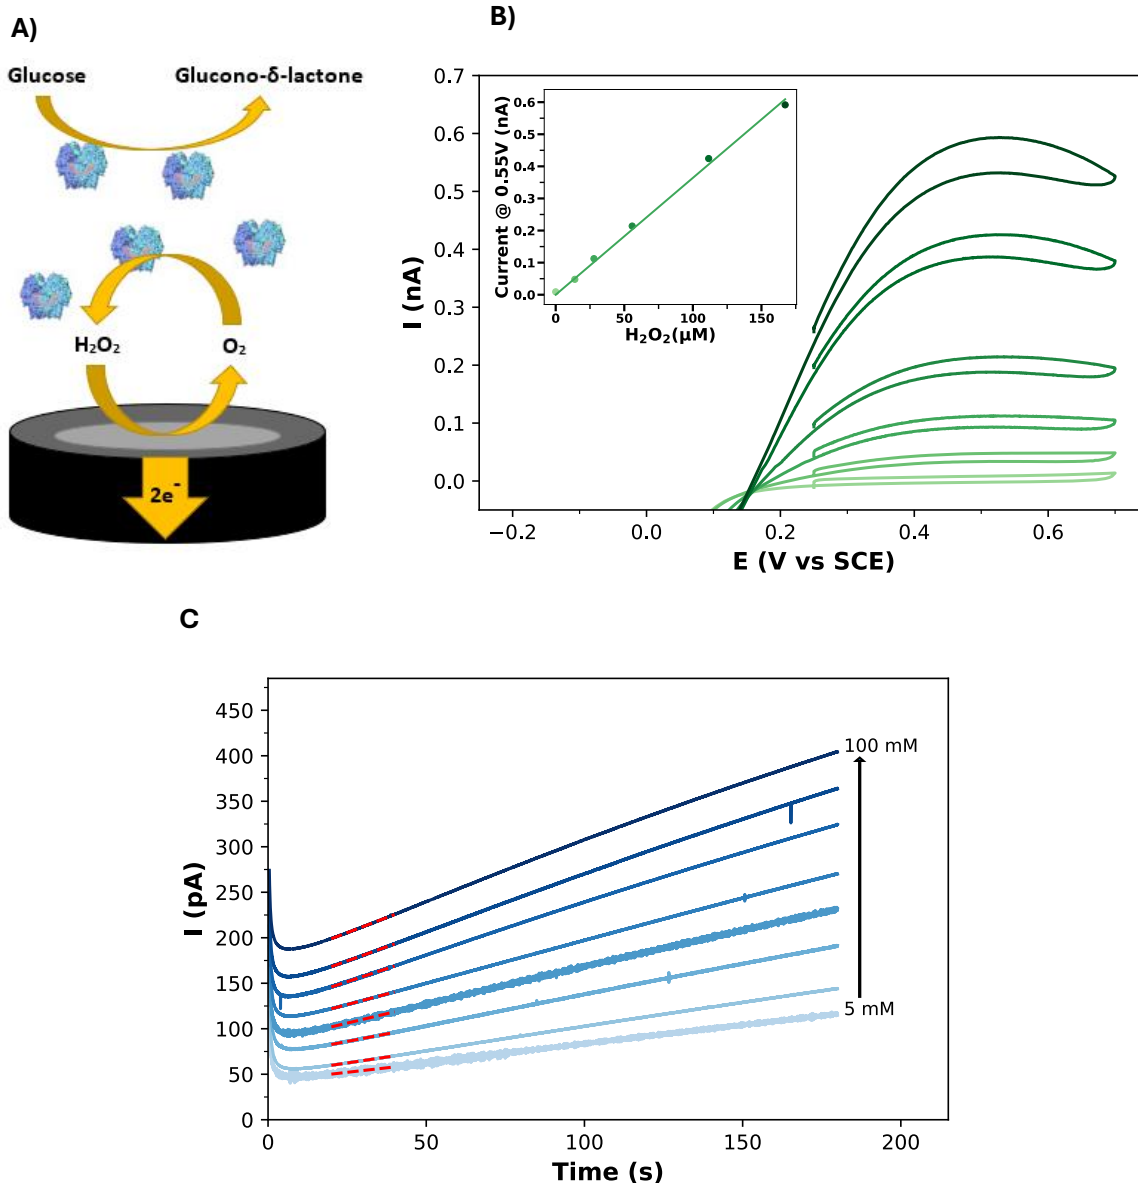 A)
Glucose Glucono-δ-lactone
H₂O₂ O₂
2e⁻
B)
I (nA)
0.7
0.6
0.5
0.4
0.3
0.2
0.1
0.0
−0.2 0.0 0.2 0.4 0.6
E (V vs SCE)
Current @ 0.55V (nA)
0.6
0.5
0.4
0.3
0.2
0.1
0.0
0 50 100 150
H₂O₂(μM)
C
I (pA)
450
400
350
300
250
200
150
100
50
0
100 mM
5 mM
0 50 100 150 200
Time (s)